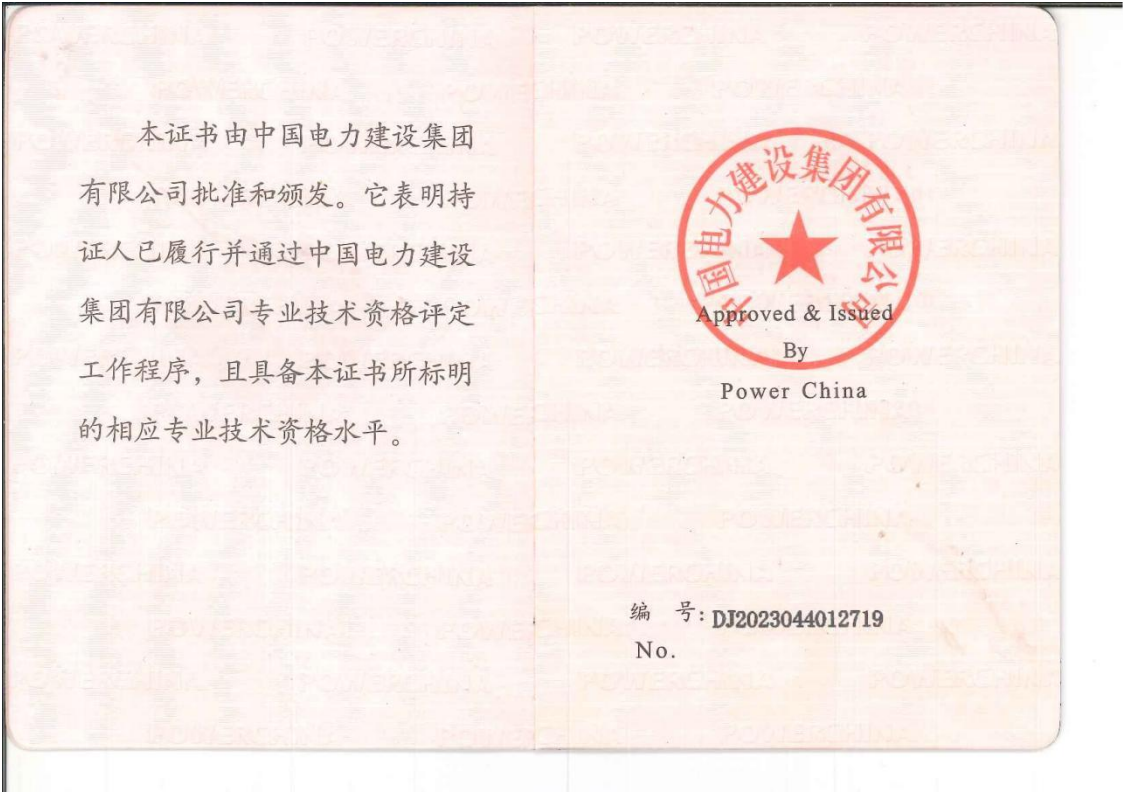 本证书由中国电力建设集团
有限公司批准和颁发。它表明持
证人已履行并通过中国电力建设
集团有限公司专业技术资格评定
工作程序，且具备本证书所标明
的相应专业技术资格水平。
中国电力建设集团有限公司
Approved & Issued
By
Power China
编 号: DJ2023044012719
No.